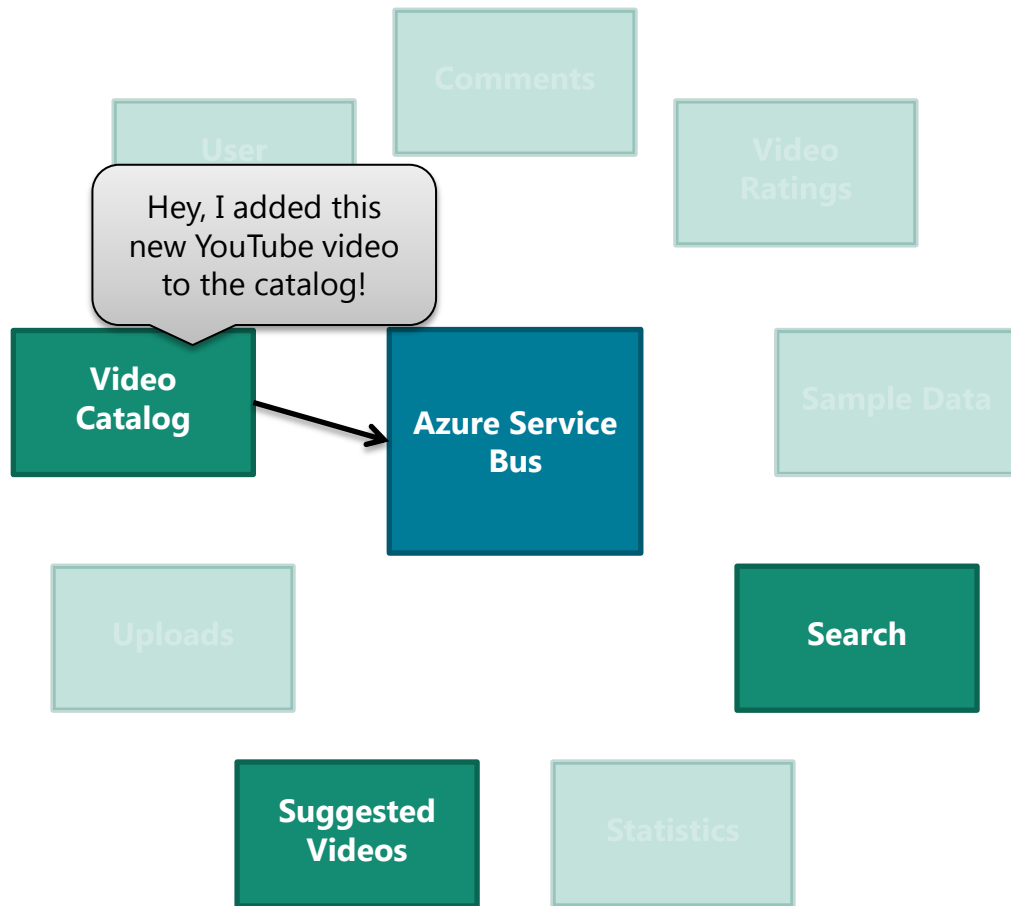 Comments
User
Video
Ratings
Hey, I added this
new YouTube video
to the catalog!
Video
Catalog
Azure Service
Bus
Sample Data
Uploads
Search
Suggested
Videos
Statistics